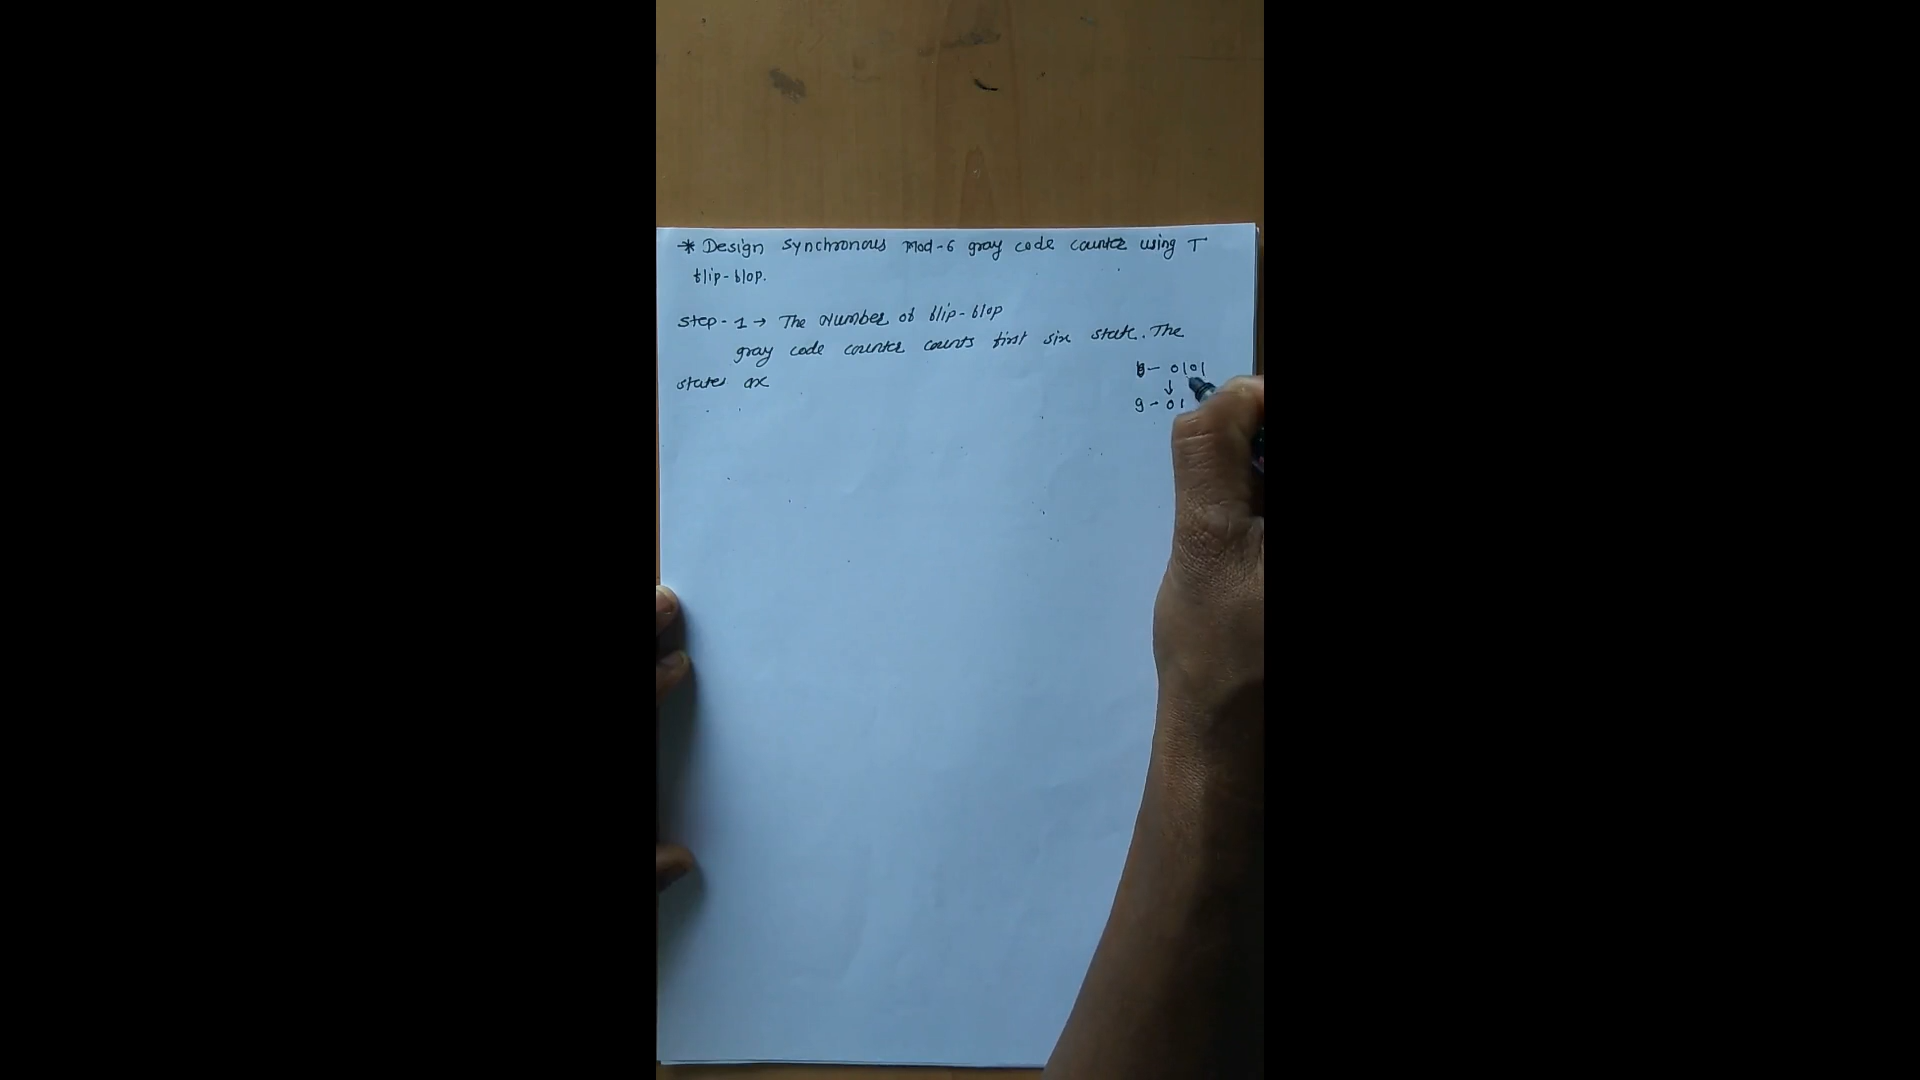 * Design synchronous Mod-6 gray code counter using T
flip-flop.
step-1 → The Number of flip-flop
gray code counter counts first six state. The
states are
b - 0101
↓
g - 01